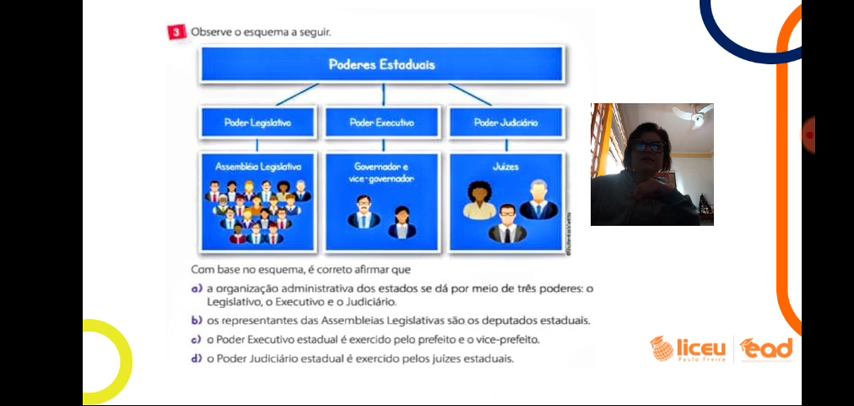 3 Observe o esquema a seguir.
Poderes Estaduais
Poder Legislativo
Poder Executivo
Poder Judiciário
Assembléia Legislativa
Governador e
vice-governador
Juízes
Com base no esquema, é correto afirmar que
a) a organização administrativa dos estados se dá por meio de três poderes: o
Legislativo, o Executivo e o Judiciário.
b) os representantes das Assembleias Legislativas são os deputados estaduais.
c) o Poder Executivo estadual é exercido pelo prefeito e o vice-prefeito.
d) o Poder Judiciário estadual é exercido pelos juízes estaduais.
liceu
Paulo Freire
ead